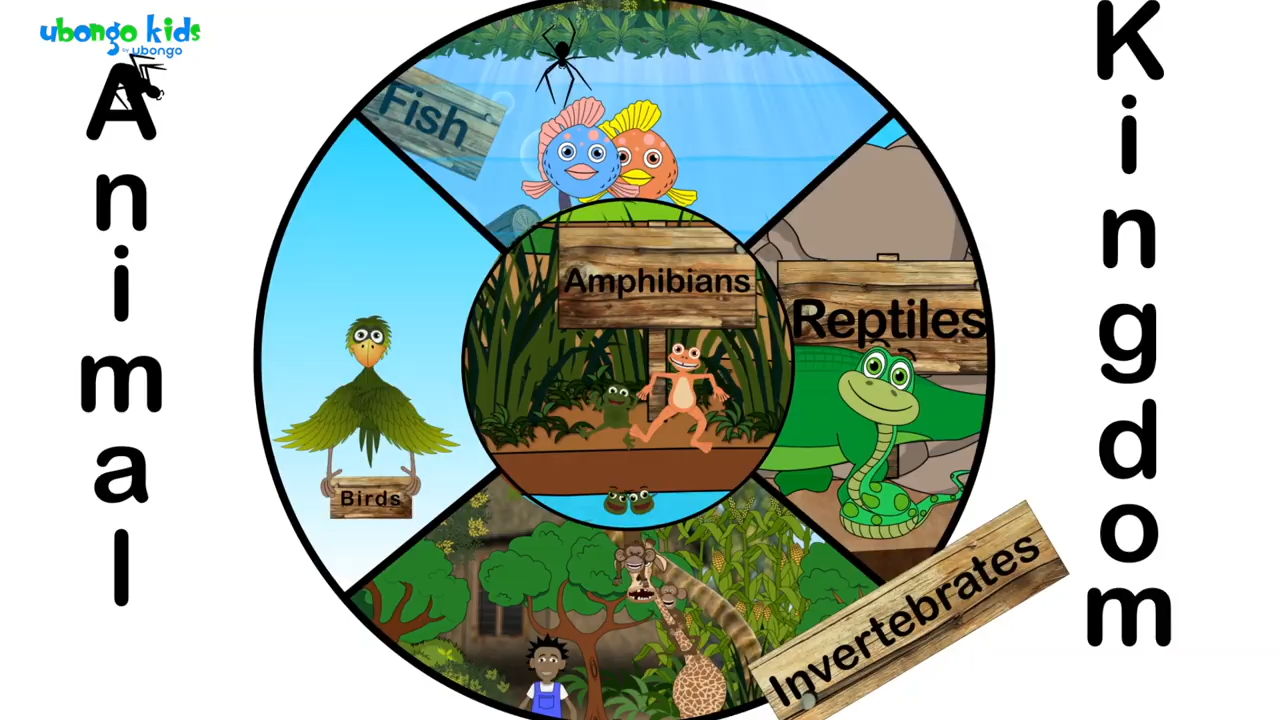 ubongo kids
by ubongo
Animal
Kingdom
Fish
Amphibians
Reptiles
Birds
Invertebrates